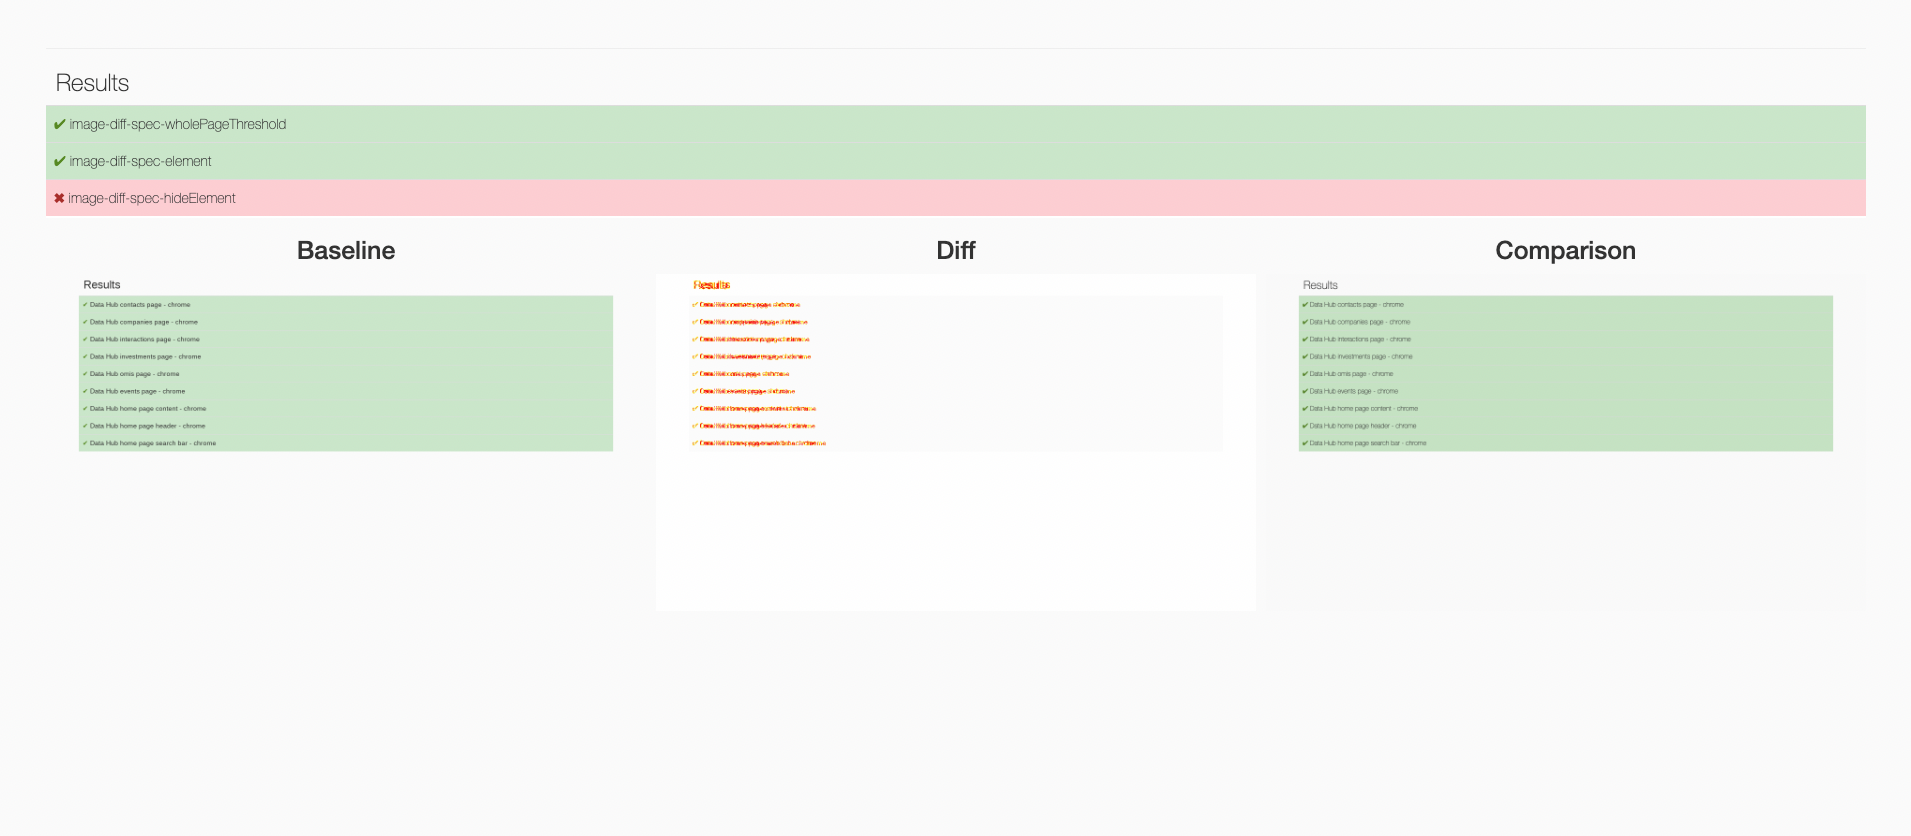 Results
✔ image-diff-spec-wholePageThreshold
✔ image-diff-spec-element
✖ image-diff-spec-hideElement
Baseline
Diff
Comparison
Results
✔ Data Hub contacts page - chrome
✔ Data Hub companies page - chrome
✔ Data Hub interactions page - chrome
✔ Data Hub investments page - chrome
✔ Data Hub omis page - chrome
✔ Data Hub events page - chrome
✔ Data Hub home page content - chrome
✔ Data Hub home page header - chrome
✔ Data Hub home page search bar - chrome
Results
Results
✔ Data Hub contacts page - chrome
✔ Data Hub companies page - chrome
✔ Data Hub interactions page - chrome
✔ Data Hub investments page - chrome
✔ Data Hub omis page - chrome
✔ Data Hub events page - chrome
✔ Data Hub home page content - chrome
✔ Data Hub home page header - chrome
✔ Data Hub home page search bar - chrome